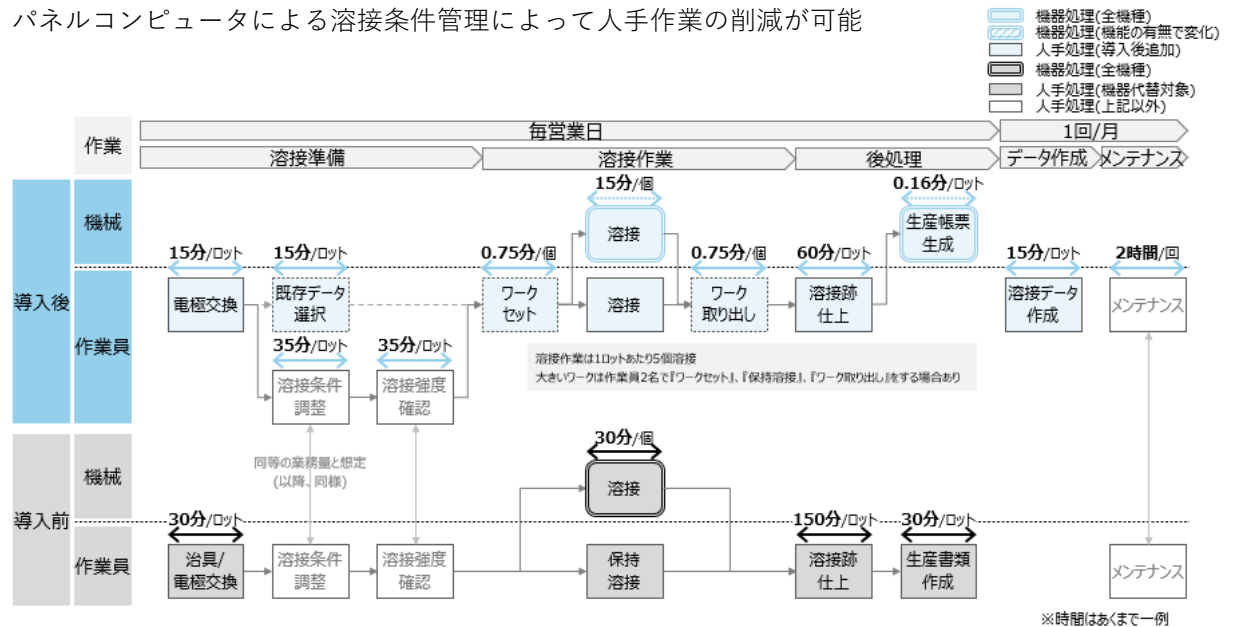 パネルコンピュータによる溶接条件管理によって人手作業の削減が可能
機器処理(全機種)
機器処理(機能の有無で変化)
人手処理(導入後追加)
機器処理(全機種)
人手処理(機器代替対象)
人手処理(上記以外)
作業
毎営業日
1回/月
溶接準備
溶接作業
後処理
データ作成
メンテナンス
導入後
機械
15分/個
溶接
0.16分/ロット
生産帳票
生成
作業員
15分/ロット
電極交換
15分/ロット
既存データ
選択
0.75分/個
ワーク
セット
溶接
0.75分/個
ワーク
取り出し
60分/ロット
溶接跡
仕上
15分/ロット
溶接データ
作成
2時間/回
メンテナンス
35分/ロット
溶接条件
調整
35分/ロット
溶接強度
確認
溶接作業は1ロットあたり5個溶接
大きいワークは作業員2名で『ワークセット』、『保持溶接』、『ワーク取り出し』をする場合あり
同等の業務量と想定
(以降、同様)
導入前
機械
30分/個
溶接
作業員
30分/ロット
治具/
電極交換
溶接条件
調整
溶接強度
確認
保持
溶接
150分/ロット
溶接跡
仕上
30分/ロット
生産書類
作成
メンテナンス
※時間はあくまで一例